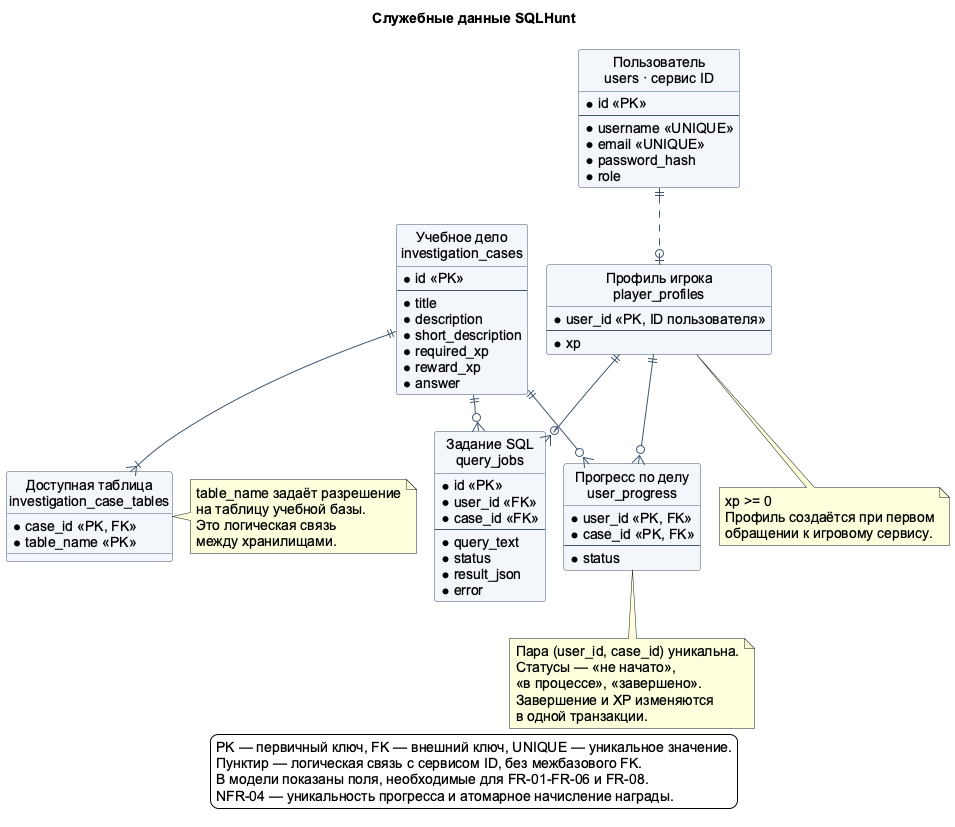 Служебные данные SQLHunt
Пользователь
users · сервис ID
id «PK»
username «UNIQUE»
email «UNIQUE»
password_hash
role
Учебное дело
investigation_cases
id «PK»
title
description
short_description
required_xp
reward_xp
answer
Профиль игрока
player_profiles
user_id «PK, ID пользователя»
xp
Доступная таблица
investigation_case_tables
case_id «PK, FK»
table_name «PK»
table_name задаёт разрешение
на таблицу учебной базы.
Это логическая связь
между хранилищами.
Задание SQL
query_jobs
id «PK»
user_id «FK»
case_id «FK»
query_text
status
result_json
error
Прогресс по делу
user_progress
user_id «PK, FK»
case_id «PK, FK»
status
xp >= 0
Профиль создаётся при первом
обращении к игровому сервису.
Пара (user_id, case_id) уникальна.
Статусы — «не начато»,
«в процессе», «завершено».
Завершение и XP изменяются
в одной транзакции.
PK — первичный ключ, FK — внешний ключ, UNIQUE — уникальное значение.
Пунктир — логическая связь с сервисом ID, без межбазового FK.
В модели показаны поля, необходимые для FR-01-FR-06 и FR-08.
NFR-04 — уникальность прогресса и атомарное начисление награды.